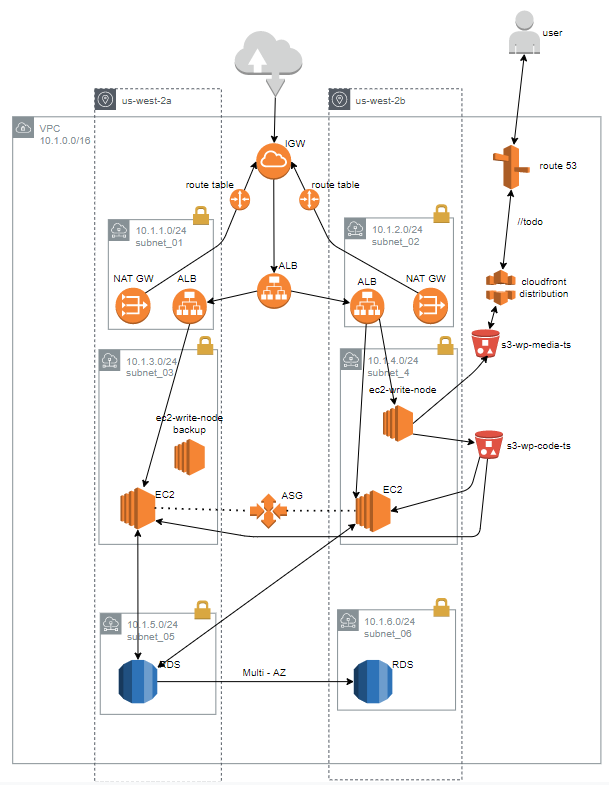 user
us-west-2a
us-west-2b
VPC
10.1.0.0/16
IGW
route 53
route table
route table
//todo
10.1.1.0/24
subnet_01
10.1.2.0/24
subnet_02
ALB
NAT GW
ALB
ALB
NAT GW
cloudfront
distribution
s3-wp-media-ts
10.1.3.0/24
subnet_03
10.1.4.0/24
subnet_4
ec2-write-node
ec2-write-node
backup
s3-wp-code-ts
EC2
ASG
EC2
10.1.5.0/24
subnet_05
10.1.6.0/24
subnet_06
RDS
Multi - AZ
RDS